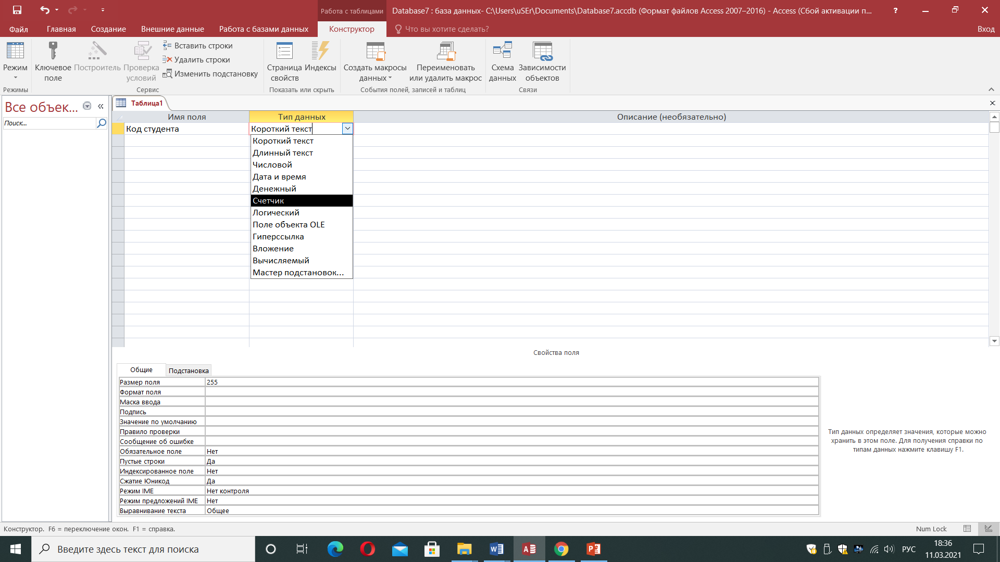 Работа с таблицами
Database7 : база данных- C:\Users\uSEr\Documents\Database7.accdb (Формат файлов Access 2007–2016) - Access (Сбой активации п...
?
Файл Главная Создание Внешние данные Работа с базами данных Конструктор Что вы хотите сделать? Вход
Режим
Ключевое поле
Построитель
Проверка условий
Вставить строки
Удалить строки
Изменить подстановку
Страница свойств
Индексы
Создать макросы данных
Переименовать или удалить макрос
Схема данных
Зависимости объектов
Режимы Сервис Показать или скрыть События полей, записей и таблиц Связи
Все объек...
Поиск...
Таблица1
Имя поля Тип данных Описание (необязательно)
Код студента Короткий текст
Короткий текст
Длинный текст
Числовой
Дата и время
Денежный
Счетчик
Логический
Поле объекта OLE
Гиперссылка
Вложение
Вычисляемый
Мастер подстановок...
Свойства поля
Общие Подстановка
Размер поля 255
Формат поля
Маска ввода
Подпись
Значение по умолчанию
Правило проверки
Сообщение об ошибке
Обязательное поле Нет
Пустые строки Да
Индексированное поле Нет
Сжатие Юникод Да
Режим IME Нет контроля
Режим предложений IME Нет
Выравнивание текста Общее
Тип данных определяет значения, которые можно
хранить в этом поле. Для получения справки по
типам данных нажмите клавишу F1.
Конструктор. F6 = переключение окон. F1 = справка. Num Lock
Введите здесь текст для поиска
РУС
18:36
11.03.2021